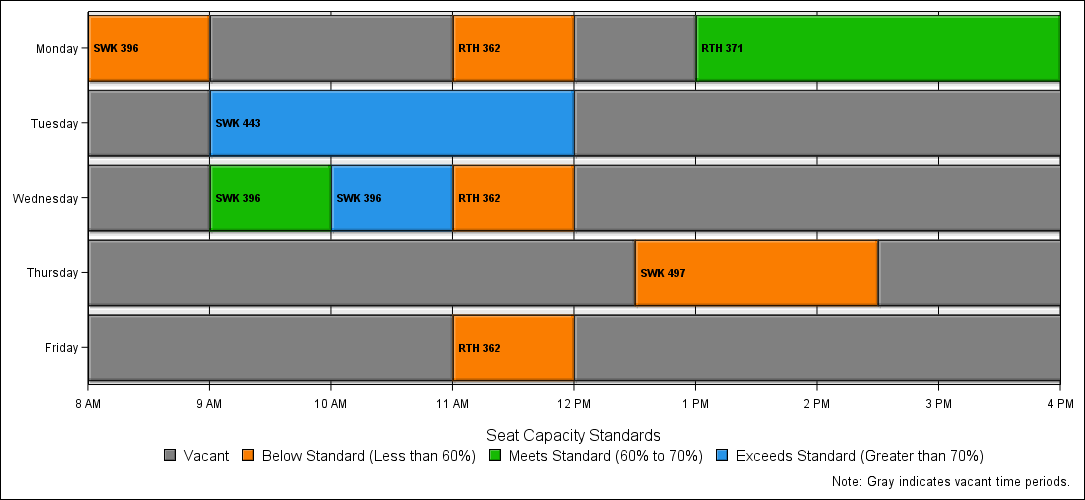 Monday SWK 396 RTH 362 RTH 371
Tuesday SWK 443
Wednesday SWK 396 SWK 396 RTH 362
Thursday SWK 497
Friday RTH 362
8 AM 9 AM 10 AM 11 AM 12 PM 1 PM 2 PM 3 PM 4 PM
Seat Capacity Standards
Vacant Below Standard (Less than 60%) Meets Standard (60% to 70%) Exceeds Standard (Greater than 70%)
Note: Gray indicates vacant time periods.